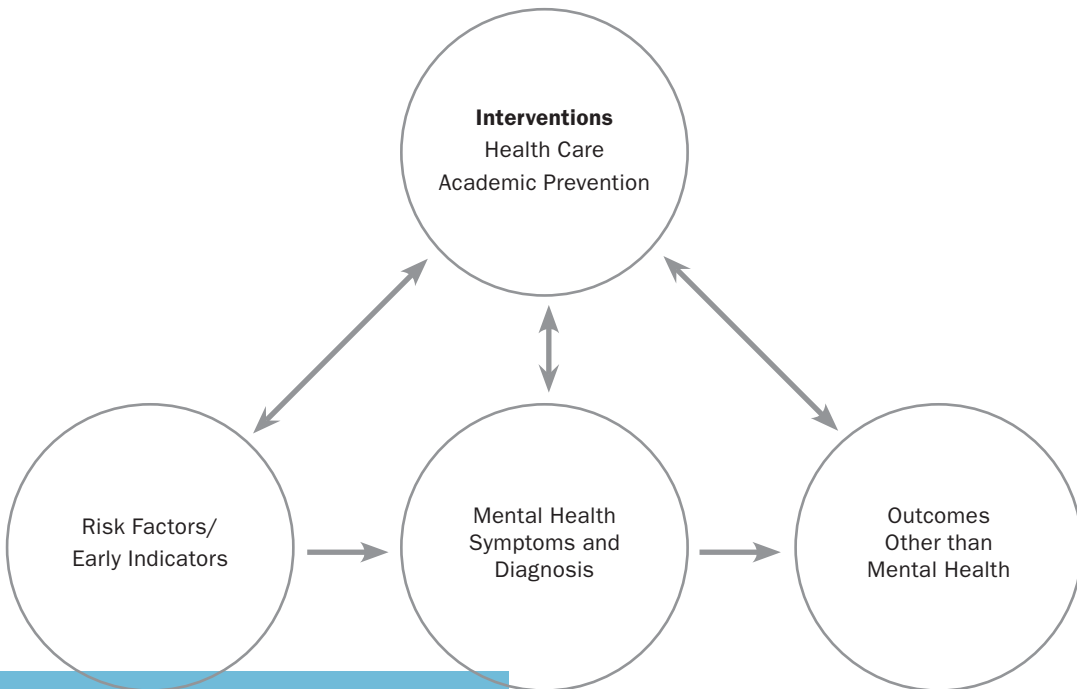 Interventions
Health Care
Academic Prevention
Risk Factors/
Early Indicators
Mental Health
Symptoms and
Diagnosis
Outcomes
Other than
Mental Health